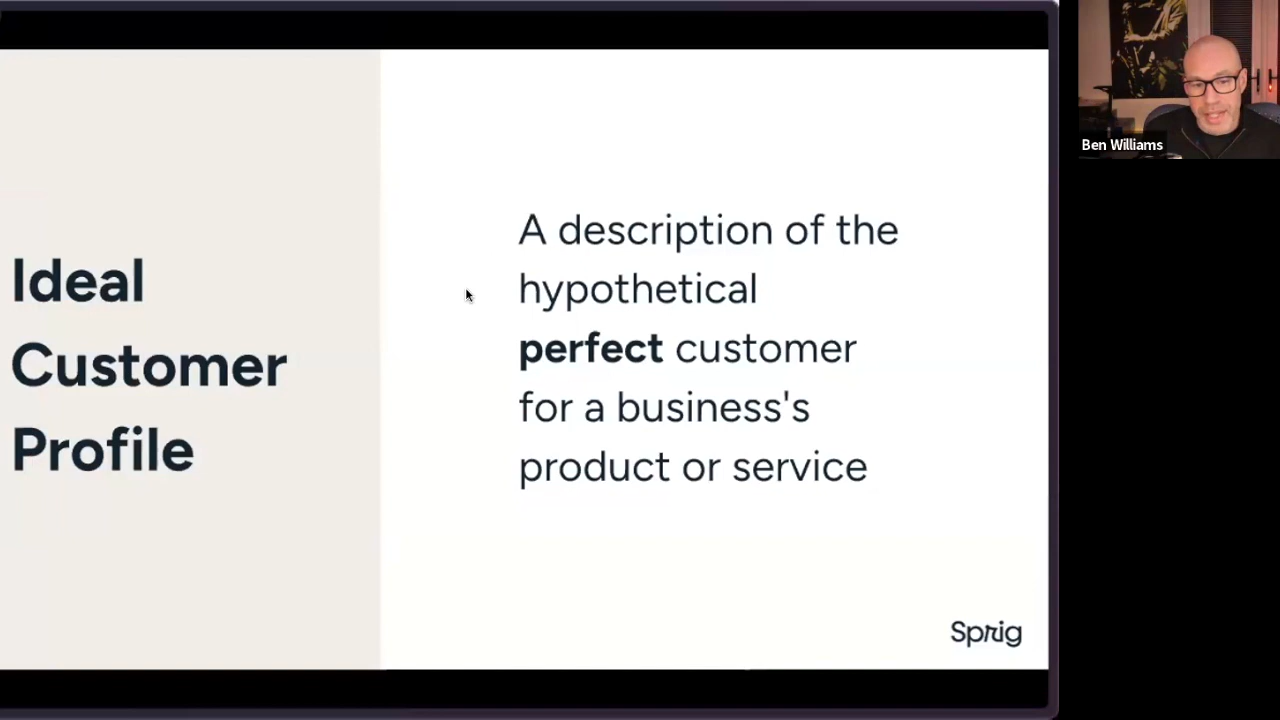 Ideal
Customer
Profile
A description of the
hypothetical
perfect customer
for a business's
product or service
Sprig
Ben Williams